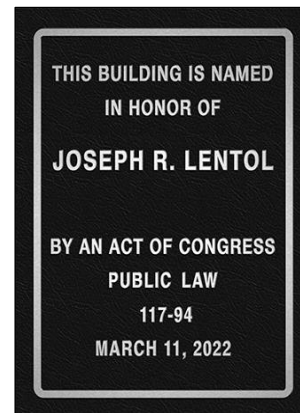 THIS BUILDING IS NAMED
IN HONOR OF
JOSEPH R. LENTOL
BY AN ACT OF CONGRESS
PUBLIC LAW
117-94
MARCH 11, 2022